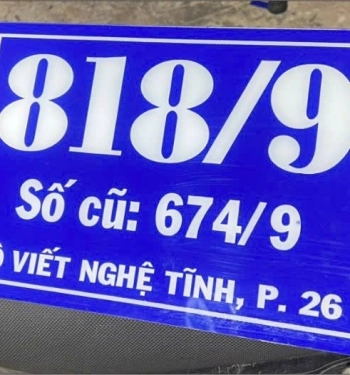 818/9
Số cũ: 674/9
VIẾT NGHỆ TĨNH, P. 26